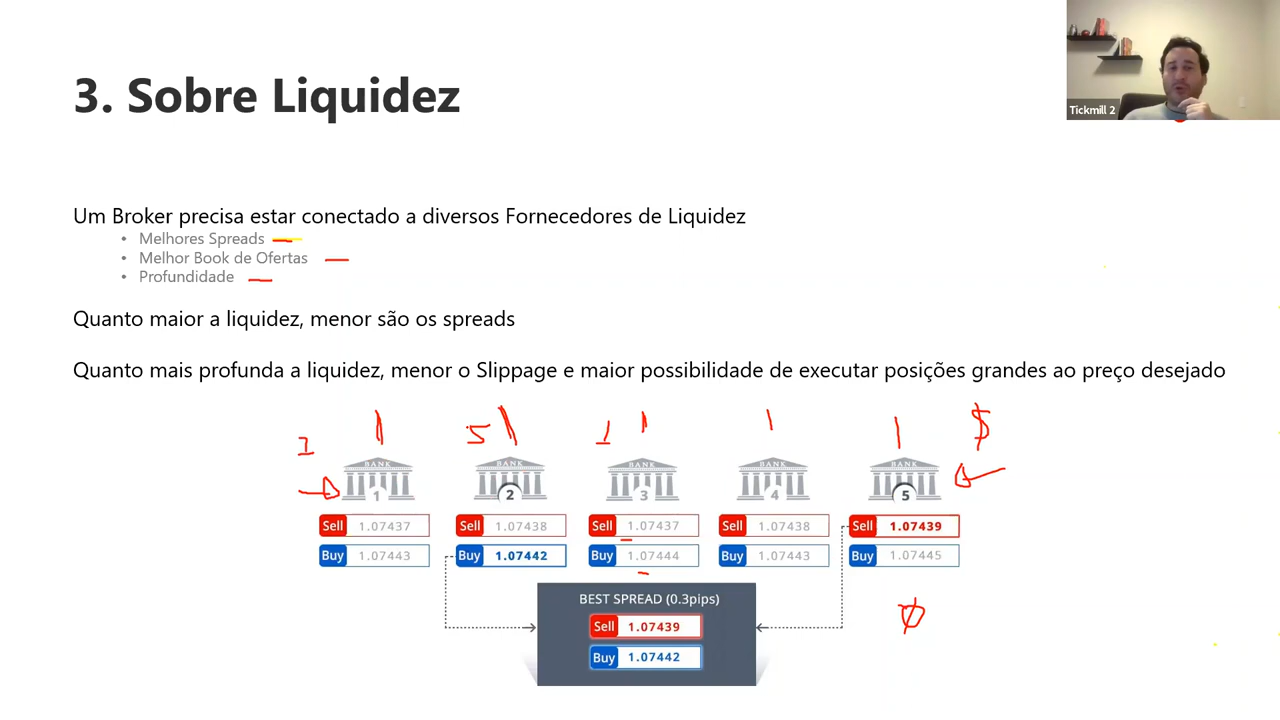 3. Sobre Liquidez
Tickmill 2
Um Broker precisa estar conectado a diversos Fornecedores de Liquidez
• Melhores Spreads
• Melhor Book de Ofertas
• Profundidade
Quanto maior a liquidez, menor são os spreads
Quanto mais profunda a liquidez, menor o Slippage e maior possibilidade de executar posições grandes ao preço desejado
1 5 1 $
BANK BANK BANK BANK BANK
1 2 3 4 5
Sell 1.07437 Sell 1.07438 Sell 1.07437 Sell 1.07438 Sell 1.07439
Buy 1.07442 Buy 1.07443 Buy 1.07444 Buy 1.07443 Buy 1.07445
BEST SPREAD (0.3pips)
Sell 1.07439
Buy 1.07442